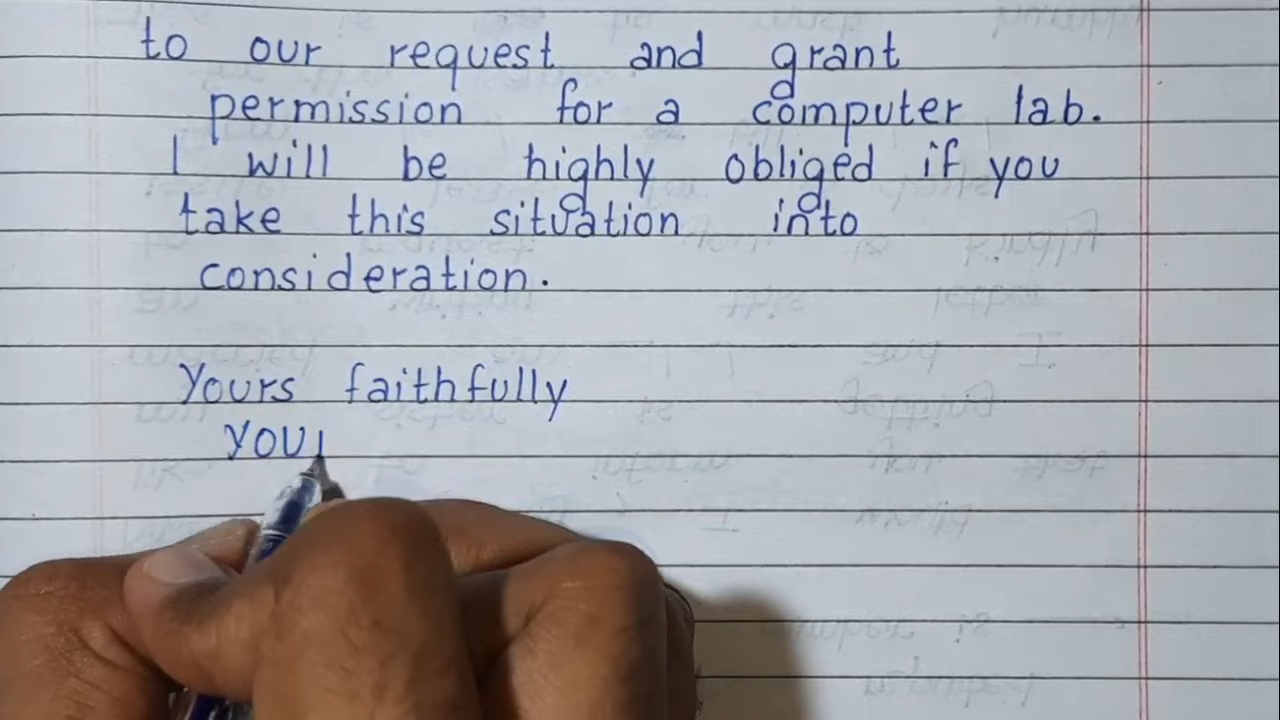 to our request and grant
permission for a computer lab.
I will be highly obliged if you
take this situation into
consideration.
Yours faithfully
you